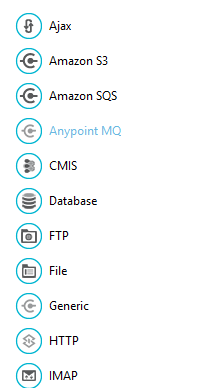 Ajax
Amazon S3
Amazon SQS
Anypoint MQ
CMIS
Database
FTP
File
Generic
HTTP
IMAP